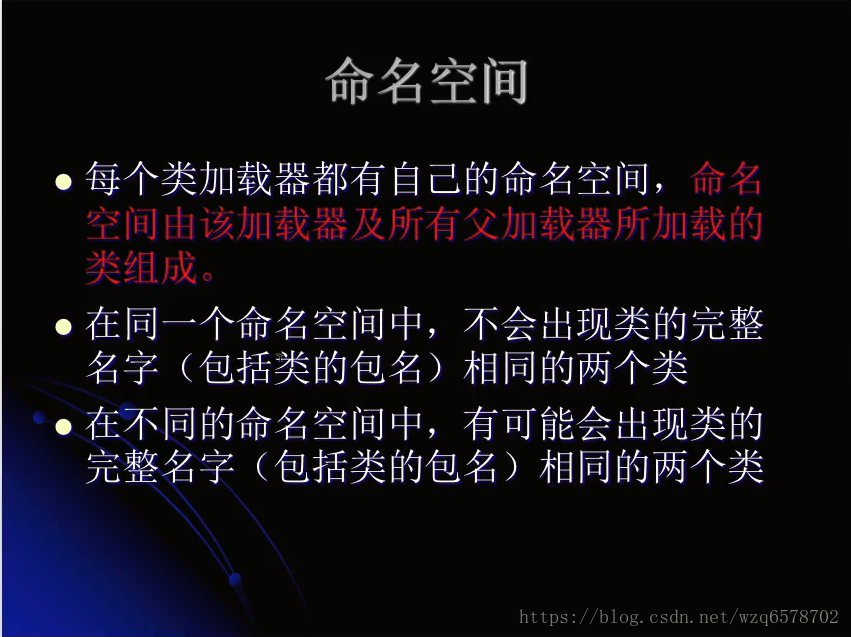 命名空间
每个类加载器都有自己的命名空间，命名
空间由该加载器及所有父加载器所加载的
类组成。
在同一个命名空间中，不会出现类的完整
名字（包括类的包名）相同的两个类
在不同的命名空间中，有可能会出现类的
完整名字（包括类的包名）相同的两个类
https://blog.csdn.net/wzq6578702